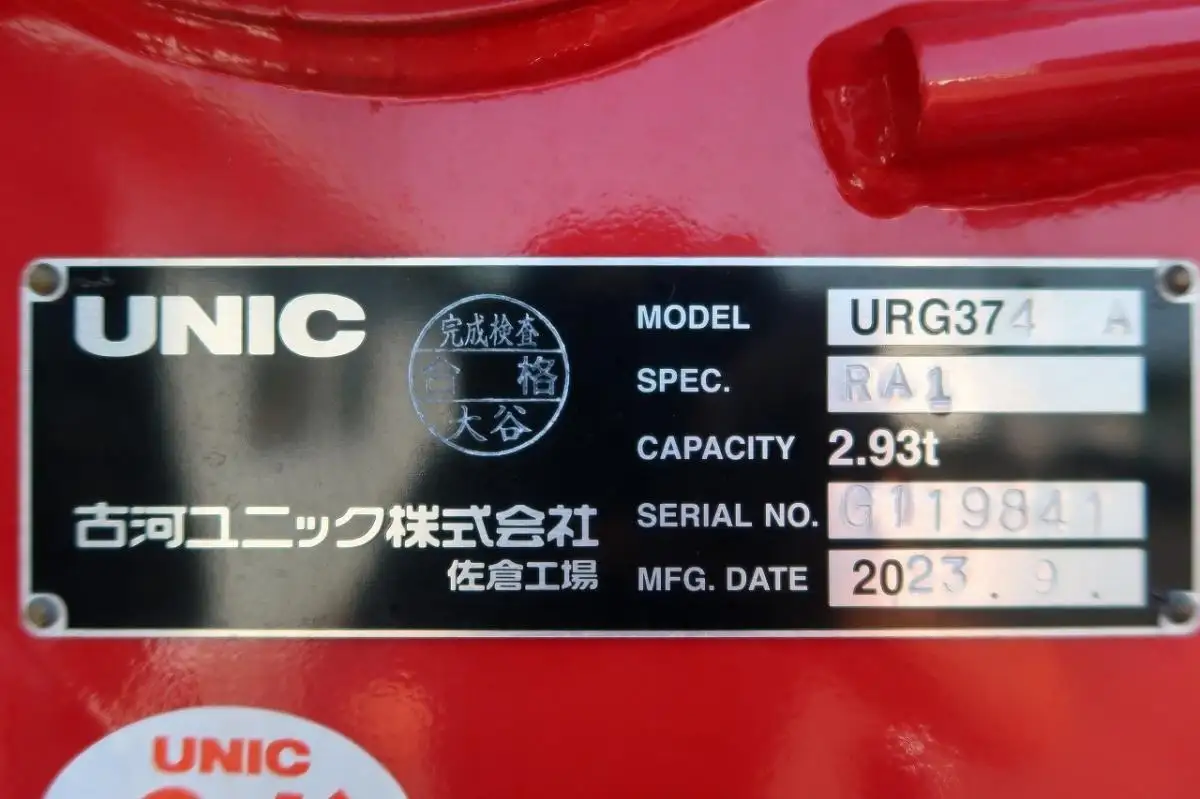 UNIC
完成検査
合格
大谷
古河ユニック株式会社
佐倉工場
MODEL URG374 A
SPEC. RA1
CAPACITY 2.93t
SERIAL NO. G119841
MFG. DATE 2023.9.
UNIC